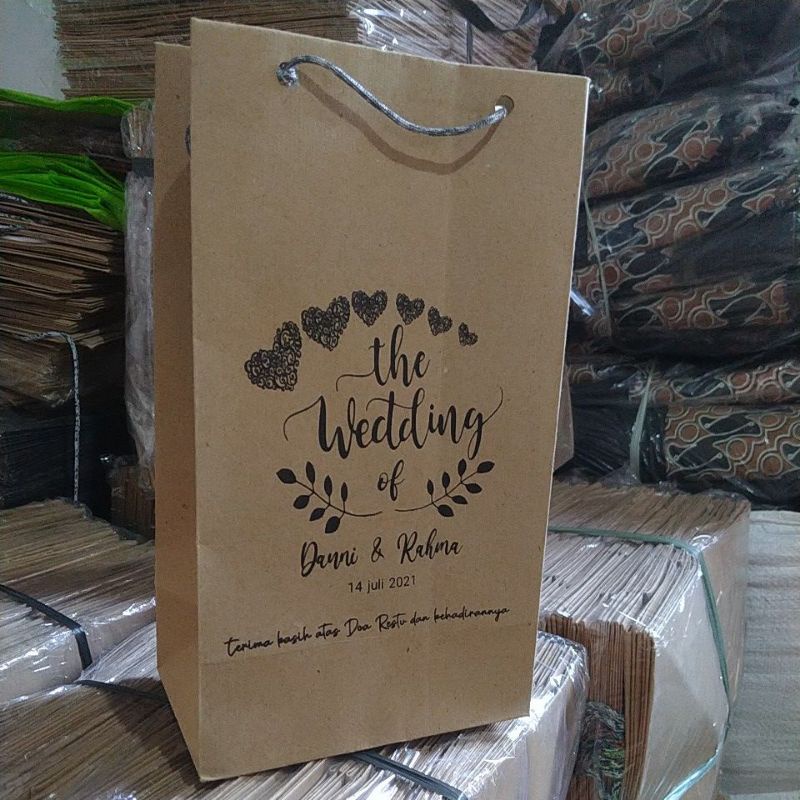 the
Wedding
of
Danni & Rahma
14 juli 2021
terima kasih atas Doa Restu dan kehadirannya